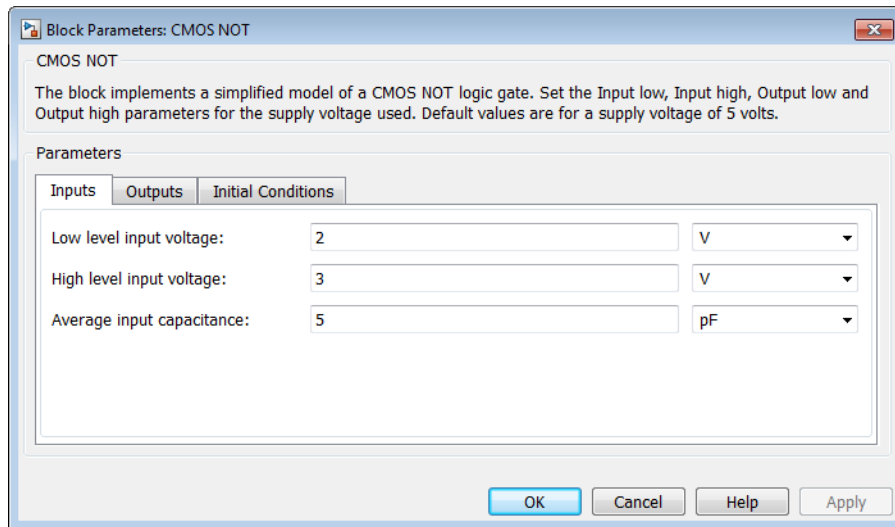 Block Parameters: CMOS NOT
CMOS NOT
The block implements a simplified model of a CMOS NOT logic gate. Set the Input low, Input high, Output low and
Output high parameters for the supply voltage used. Default values are for a supply voltage of 5 volts.
Parameters
Inputs Outputs Initial Conditions
Low level input voltage: 2 V
High level input voltage: 3 V
Average input capacitance: 5 pF
OK Cancel Help Apply